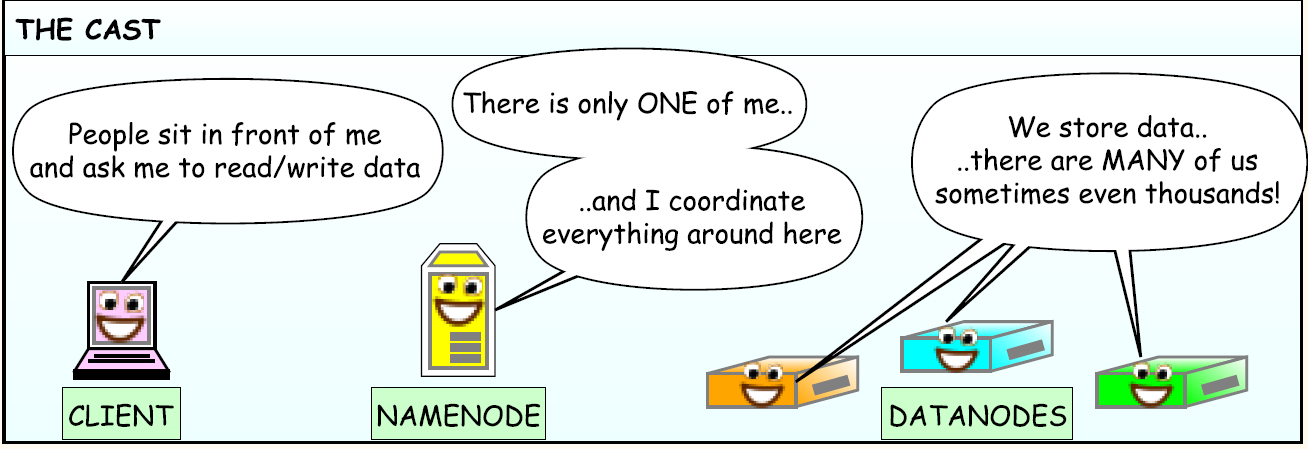 THE CAST
People sit in front of me
and ask me to read/write data
There is only ONE of me..
..and I coordinate
everything around here
We store data..
..there are MANY of us
sometimes even thousands!
CLIENT
NAMENODE
DATANODES